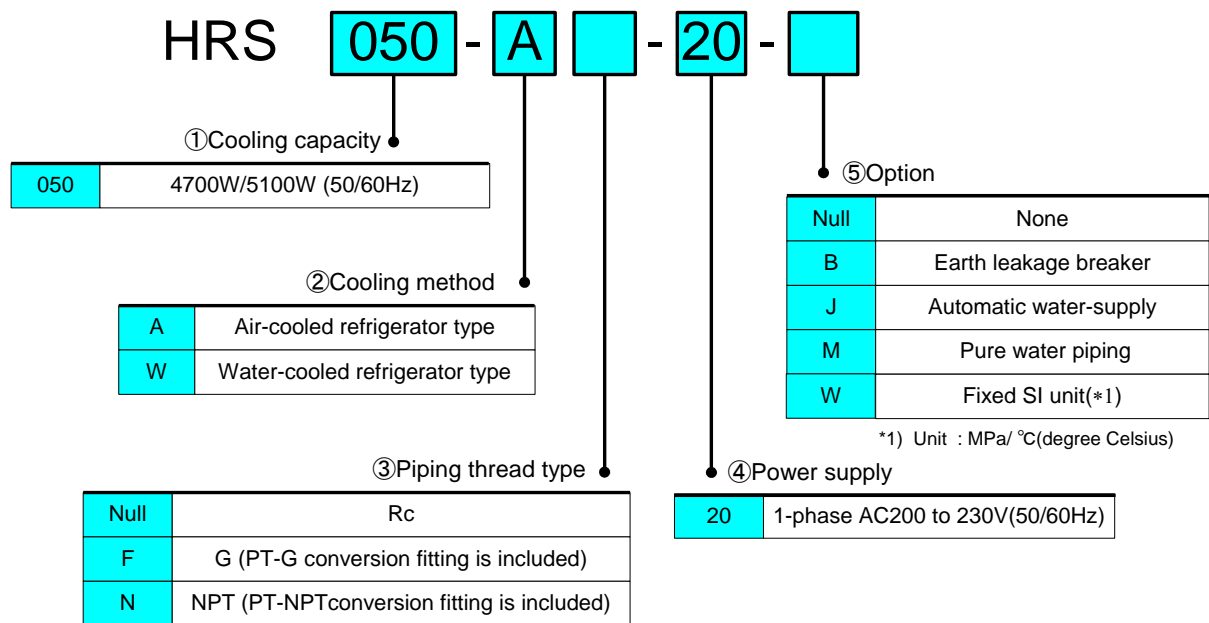 HRS 050 - A - 20 -
①Cooling capacity
050 4700W/5100W (50/60Hz)
②Cooling method
A Air-cooled refrigerator type
W Water-cooled refrigerator type
③Piping thread type
Null Rc
F G (PT-G conversion fitting is included)
N NPT (PT-NPTconversion fitting is included)
④Power supply
20 1-phase AC200 to 230V(50/60Hz)
⑤Option
Null None
B Earth leakage breaker
J Automatic water-supply
M Pure water piping
W Fixed SI unit(*1)
*1) Unit : MPa/ ℃(degree Celsius)